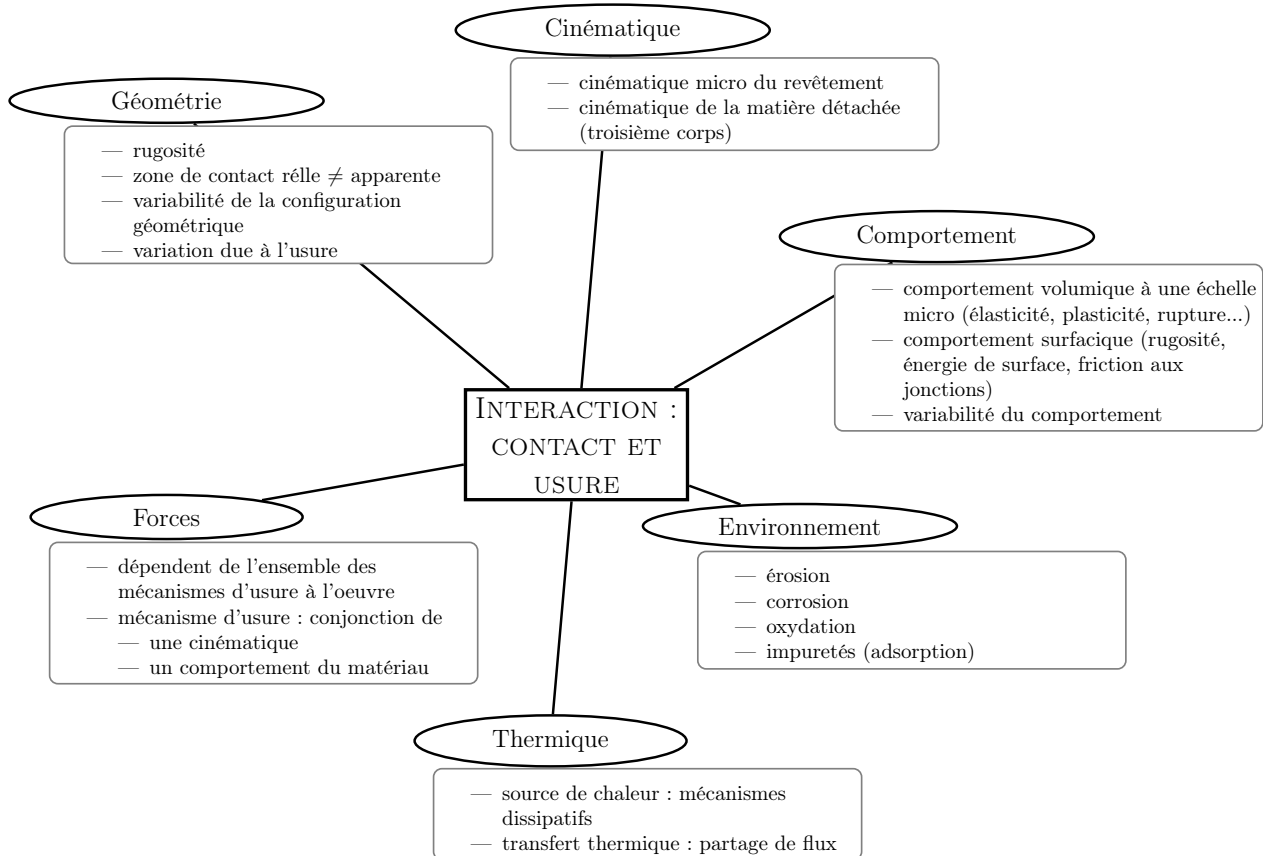 Cinématique
— cinématique micro du revêtement
— cinématique de la matière détachée
(troisième corps)
Géométrie
— rugosité
— zone de contact rélle ≠ apparente
— variabilité de la configuration
géométrique
— variation due à l'usure
Comportement
— comportement volumique à une échelle
micro (élasticité, plasticité, rupture...)
— comportement surfacique (rugosité,
énergie de surface, friction aux
jonctions)
— variabilité du comportement
Interaction :
contact et
usure
Forces
— dépendent de l'ensemble des
mécanismes d'usure à l'oeuvre
— mécanisme d'usure : conjonction de
— une cinématique
— un comportement du matériau
Environnement
— érosion
— corrosion
— oxydation
— impuretés (adsorption)
Thermique
— source de chaleur : mécanismes
dissipatifs
— transfert thermique : partage de flux